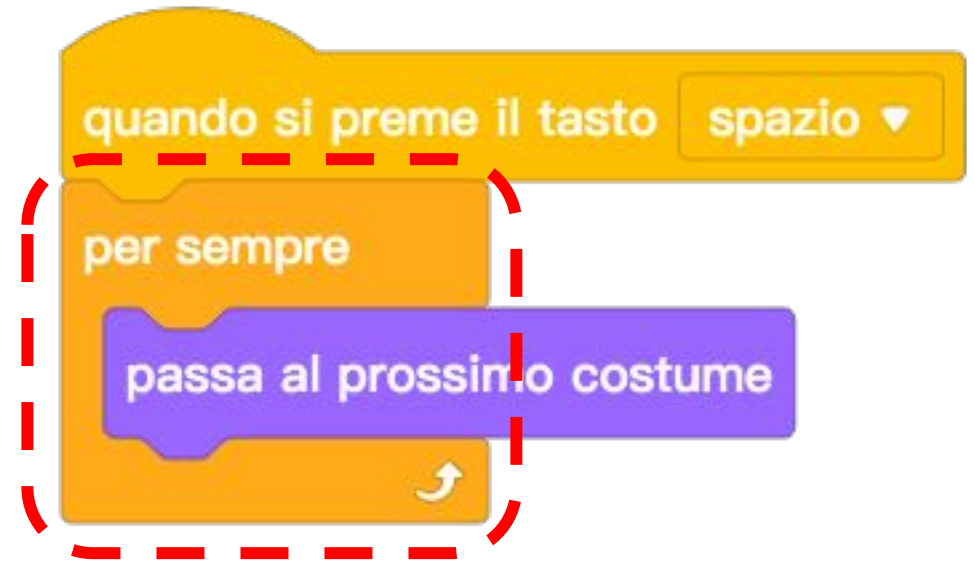 quando si preme il tasto spazio
per sempre
passa al prossimo costume